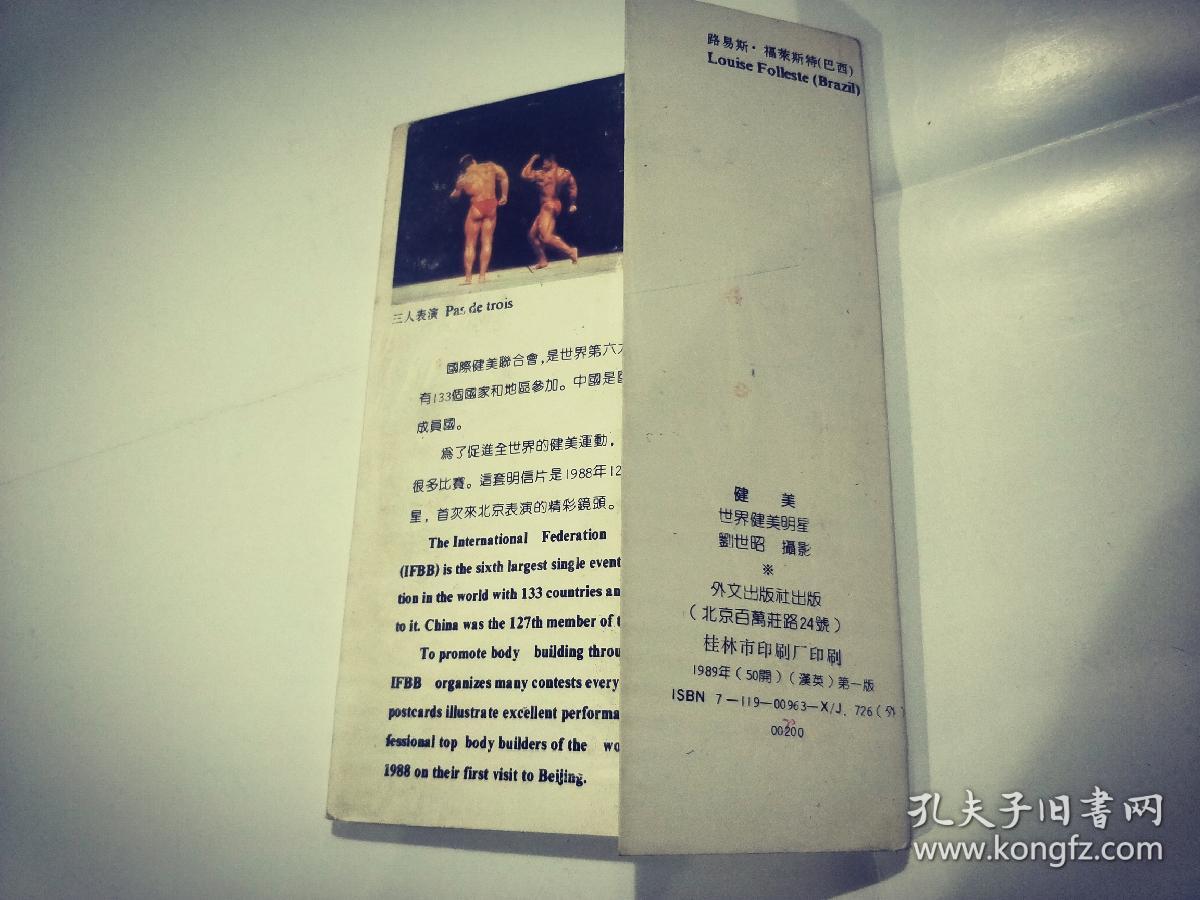 三人表演 Pas de trois
國際健美聯合會，是世界第六大
有133個國家和地區參加。中國是國
成員國。
爲了促進全世界的健美運動，
很多比賽。這套明信片是1988年12
星，首次來北京表演的精彩鏡頭。
The International Federation
(IFBB) is the sixth largest single event
tion in the world with 133 countries an
to it. China was the 127th member of t
To promote body building throu
IFBB organizes many contests every
postcards illustrate excellent performa
fessional top body builders of the wo
1988 on their first visit to Beijing.
路易斯·福萊斯特(巴西)
Louise Folleste (Brazil)
健 美
世界健美明星
劉世昭 攝影
※
外文出版社出版
(北京百萬莊路24號)
桂林市印刷厂印刷
1989年(50開)(漢英)第一版
ISBN 7—119—00963—X/J. 726(外)
00200
孔夫子旧书网
www.kongfz.com